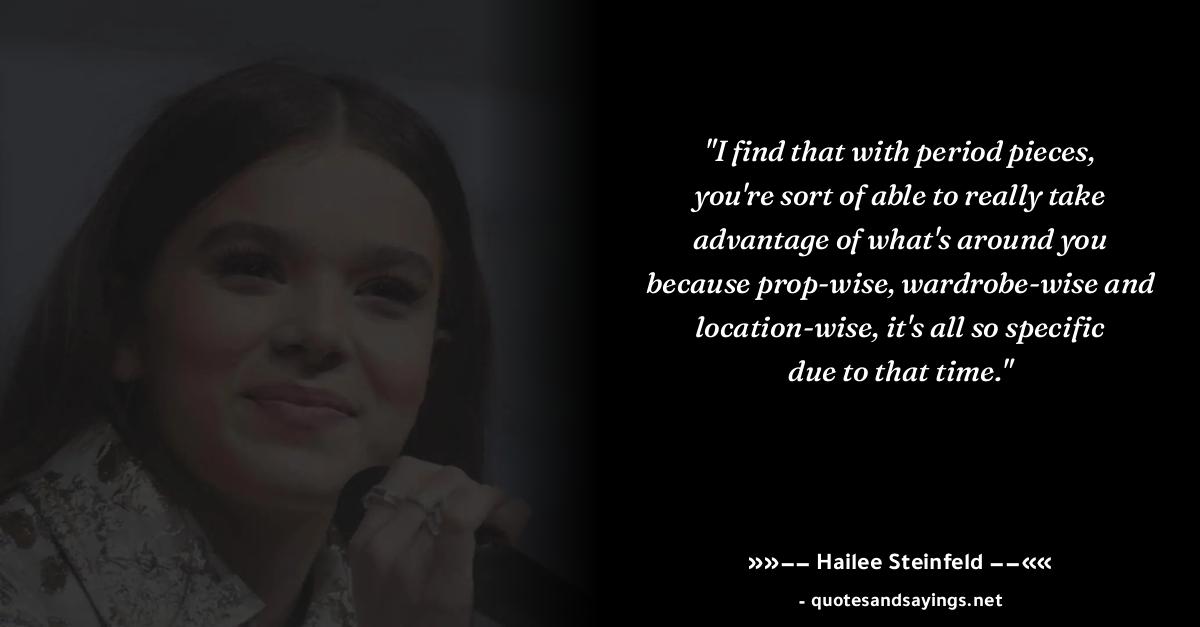 "I find that with period pieces,
you're sort of able to really take
advantage of what's around you
because prop-wise, wardrobe-wise and
location-wise, it's all so specific
due to that time."
»»−− Hailee Steinfeld −−««
- quotesandsayings.net